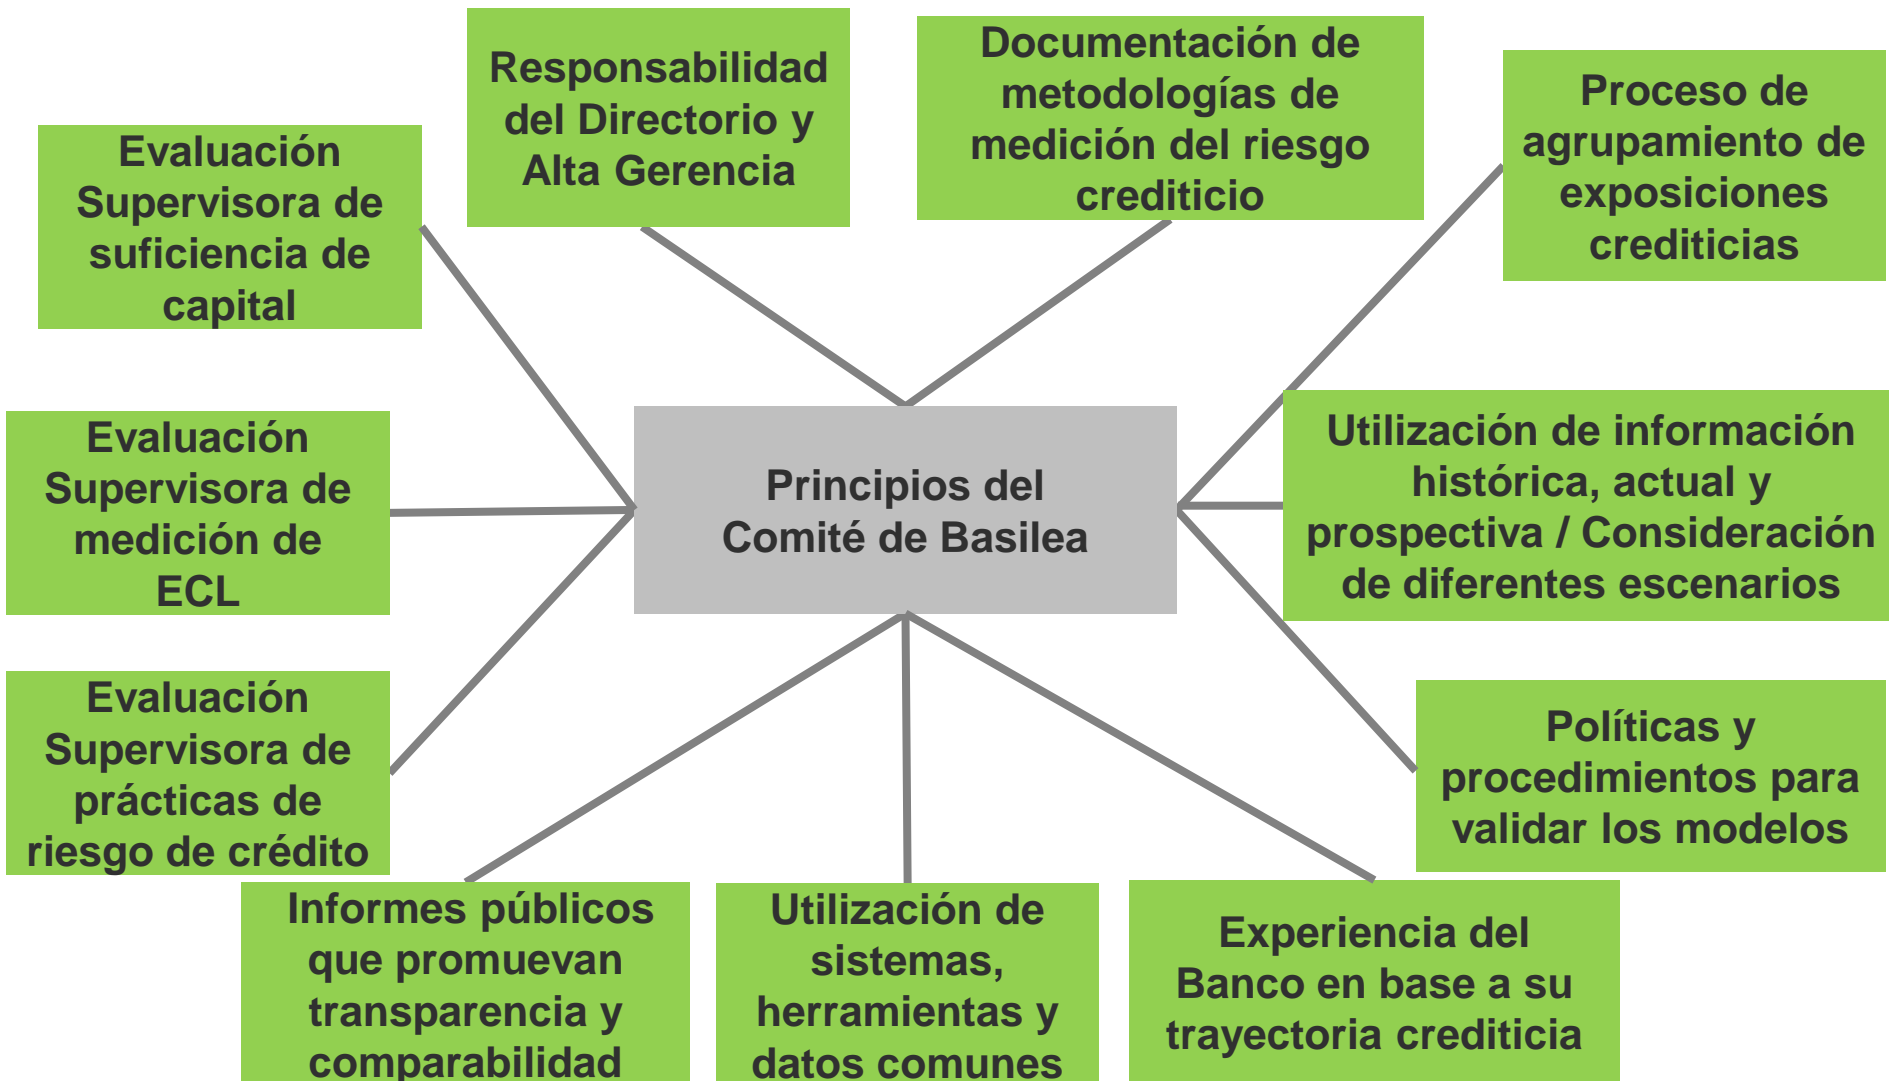 Responsabilidad
del Directorio y
Alta Gerencia
Documentación de
metodologías de
medición del riesgo
crediticio
Proceso de
agrupamiento de
exposiciones
crediticias
Evaluación
Supervisora de
suficiencia de
capital
Evaluación
Supervisora de
medición de
ECL
Principios del
Comité de Basilea
Utilización de información
histórica, actual y
prospectiva / Consideración
de diferentes escenarios
Evaluación
Supervisora de
prácticas de
riesgo de crédito
Políticas y
procedimientos para
validar los modelos
Informes públicos
que promuevan
transparencia y
comparabilidad
Utilización de
sistemas,
herramientas y
datos comunes
Experiencia del
Banco en base a su
trayectoria crediticia